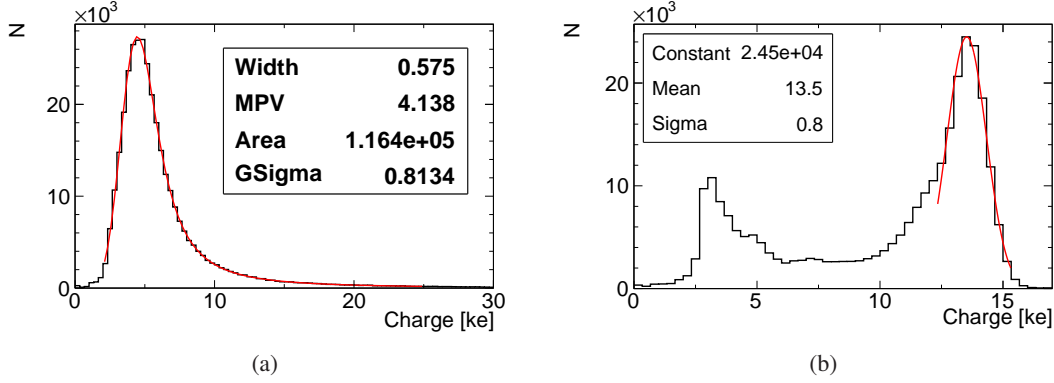 ×10³
N
20
10
0
0 10 20 30
Charge [ke]
Width 0.575
MPV 4.138
Area 1.164e+05
GSigma 0.8134
(a)
×10³
N
20
10
0
0 5 10 15
Charge [ke]
Constant 2.45e+04
Mean 13.5
Sigma 0.8
(b)